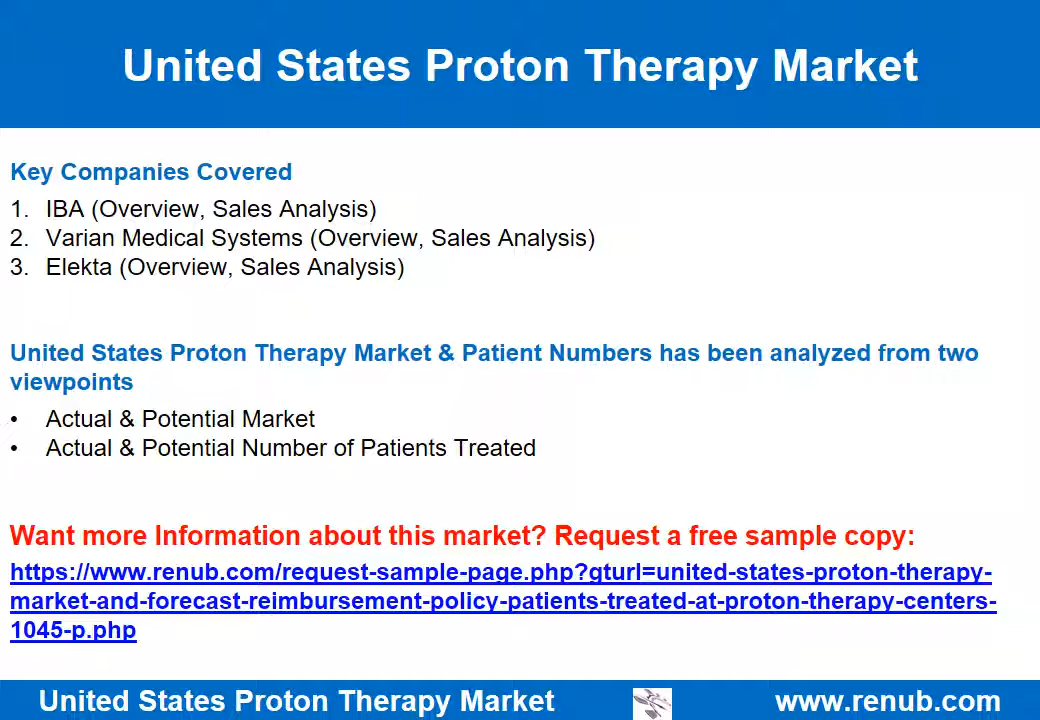 United States Proton Therapy Market
Key Companies Covered
1. IBA (Overview, Sales Analysis)
2. Varian Medical Systems (Overview, Sales Analysis)
3. Elekta (Overview, Sales Analysis)
United States Proton Therapy Market & Patient Numbers has been analyzed from two
viewpoints
• Actual & Potential Market
• Actual & Potential Number of Patients Treated
Want more Information about this market? Request a free sample copy:
https://www.renub.com/request-sample-page.php?gturl=united-states-proton-therapy-
market-and-forecast-reimbursement-policy-patients-treated-at-proton-therapy-centers-
1045-p.php
United States Proton Therapy Market
www.renub.com